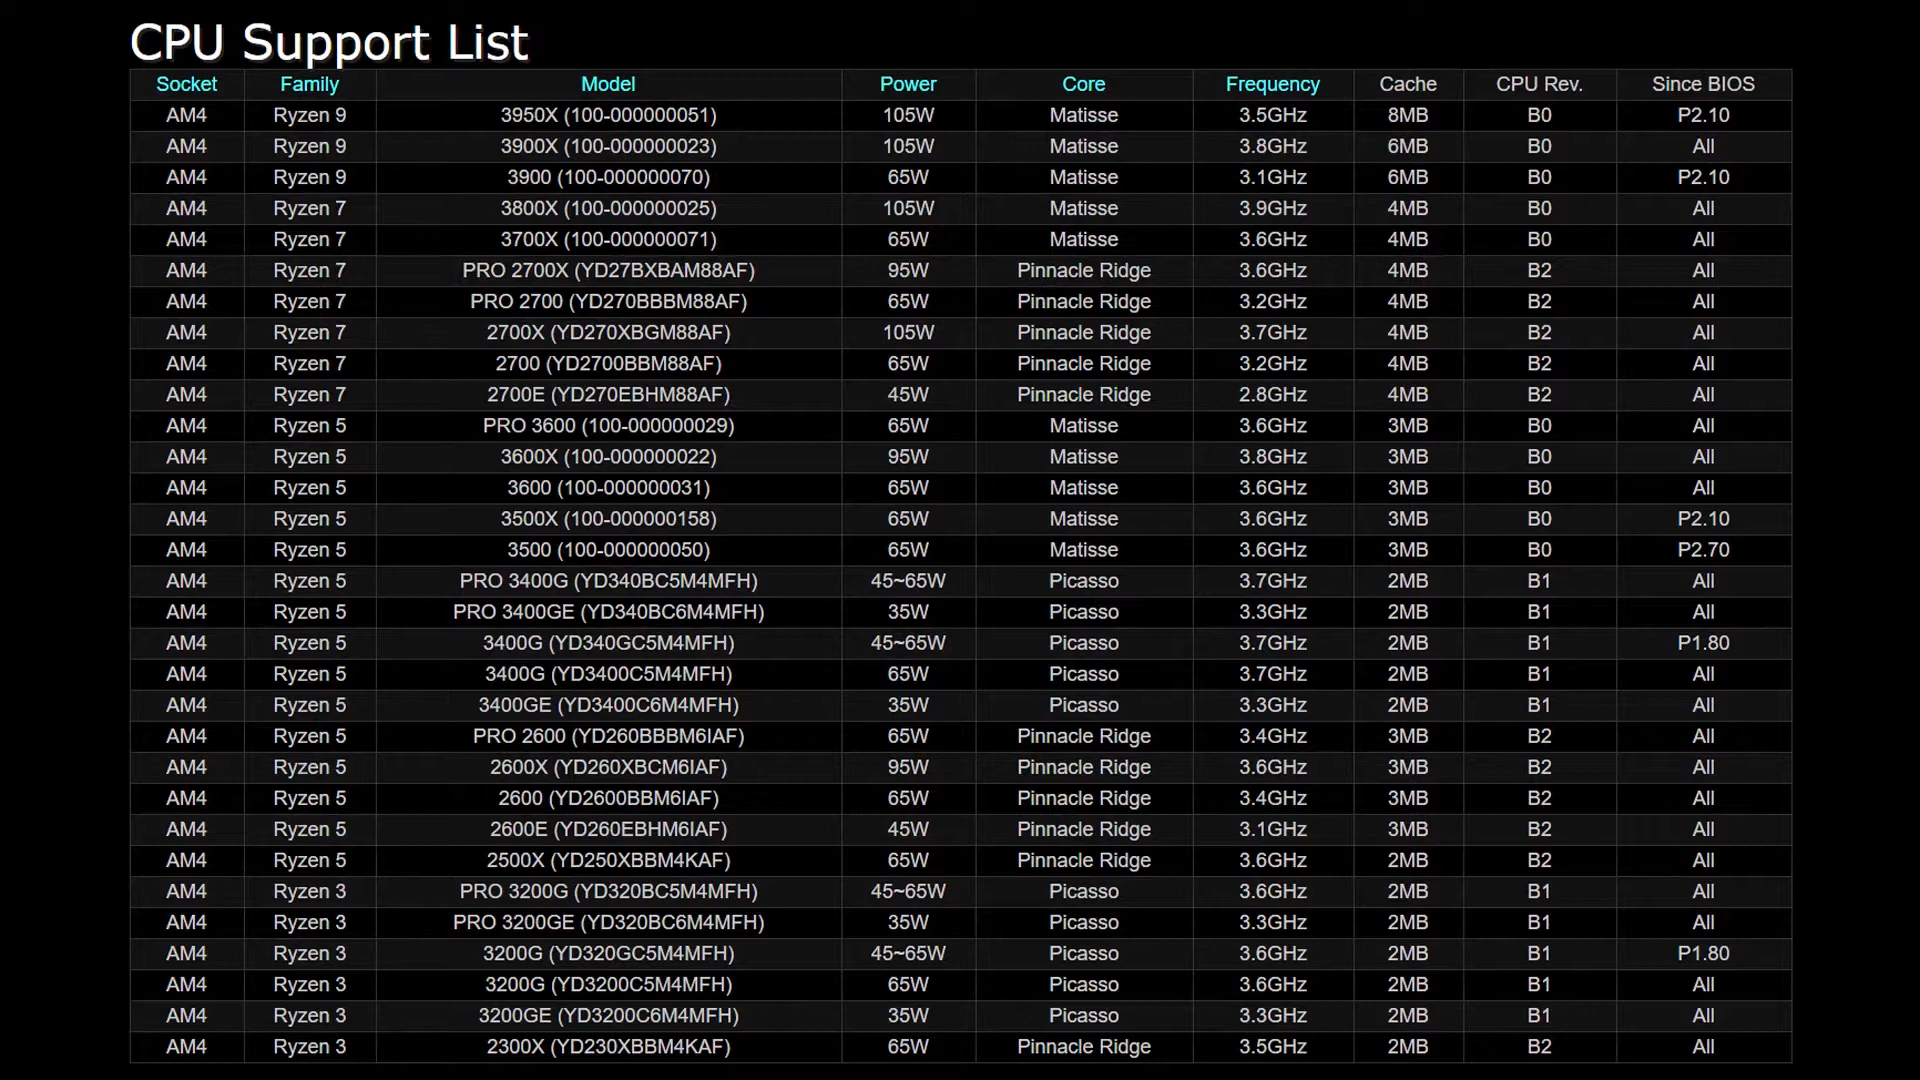 CPU Support List
Socket Family Model Power Core Frequency Cache CPU Rev. Since BIOS
AM4 Ryzen 9 3950X (100-000000051) 105W Matisse 3.5GHz 8MB B0 P2.10
AM4 Ryzen 9 3900X (100-000000023) 105W Matisse 3.8GHz 6MB B0 All
AM4 Ryzen 9 3900 (100-000000070) 65W Matisse 3.1GHz 6MB B0 P2.10
AM4 Ryzen 7 3800X (100-000000025) 105W Matisse 3.9GHz 4MB B0 All
AM4 Ryzen 7 3700X (100-000000071) 65W Matisse 3.6GHz 4MB B0 All
AM4 Ryzen 7 PRO 2700X (YD27BXBAM88AF) 95W Pinnacle Ridge 3.6GHz 4MB B2 All
AM4 Ryzen 7 PRO 2700 (YD270BBBM88AF) 65W Pinnacle Ridge 3.2GHz 4MB B2 All
AM4 Ryzen 7 2700X (YD270XBGM88AF) 105W Pinnacle Ridge 3.7GHz 4MB B2 All
AM4 Ryzen 7 2700 (YD2700BBM88AF) 65W Pinnacle Ridge 3.2GHz 4MB B2 All
AM4 Ryzen 7 2700E (YD270EBHM88AF) 45W Pinnacle Ridge 2.8GHz 4MB B2 All
AM4 Ryzen 5 PRO 3600 (100-000000029) 65W Matisse 3.6GHz 3MB B0 All
AM4 Ryzen 5 3600X (100-000000022) 95W Matisse 3.8GHz 3MB B0 All
AM4 Ryzen 5 3600 (100-000000031) 65W Matisse 3.6GHz 3MB B0 All
AM4 Ryzen 5 3500X (100-000000158) 65W Matisse 3.6GHz 3MB B0 P2.10
AM4 Ryzen 5 3500 (100-000000050) 65W Matisse 3.6GHz 3MB B0 P2.70
AM4 Ryzen 5 PRO 3400G (YD340BC5M4MFH) 45~65W Picasso 3.7GHz 2MB B1 All
AM4 Ryzen 5 PRO 3400GE (YD340BC6M4MFH) 35W Picasso 3.3GHz 2MB B1 All
AM4 Ryzen 5 3400G (YD340GC5M4MFH) 45~65W Picasso 3.7GHz 2MB B1 P1.80
AM4 Ryzen 5 3400G (YD3400C5M4MFH) 65W Picasso 3.7GHz 2MB B1 All
AM4 Ryzen 5 3400GE (YD3400C6M4MFH) 35W Picasso 3.3GHz 2MB B1 All
AM4 Ryzen 5 PRO 2600 (YD260BBBM6IAF) 65W Pinnacle Ridge 3.4GHz 3MB B2 All
AM4 Ryzen 5 2600X (YD260XBCM6IAF) 95W Pinnacle Ridge 3.6GHz 3MB B2 All
AM4 Ryzen 5 2600 (YD2600BBM6IAF) 65W Pinnacle Ridge 3.4GHz 3MB B2 All
AM4 Ryzen 5 2600E (YD260EBHM6IAF) 45W Pinnacle Ridge 3.1GHz 3MB B2 All
AM4 Ryzen 5 2500X (YD250XBBM4KAF) 65W Pinnacle Ridge 3.6GHz 2MB B2 All
AM4 Ryzen 3 PRO 3200G (YD320BC5M4MFH) 45~65W Picasso 3.6GHz 2MB B1 All
AM4 Ryzen 3 PRO 3200GE (YD320BC6M4MFH) 35W Picasso 3.3GHz 2MB B1 All
AM4 Ryzen 3 3200G (YD320GC5M4MFH) 45~65W Picasso 3.6GHz 2MB B1 P1.80
AM4 Ryzen 3 3200G (YD3200C5M4MFH) 65W Picasso 3.6GHz 2MB B1 All
AM4 Ryzen 3 3200GE (YD3200C6M4MFH) 35W Picasso 3.3GHz 2MB B1 All
AM4 Ryzen 3 2300X (YD230XBBM4KAF) 65W Pinnacle Ridge 3.5GHz 2MB B2 All